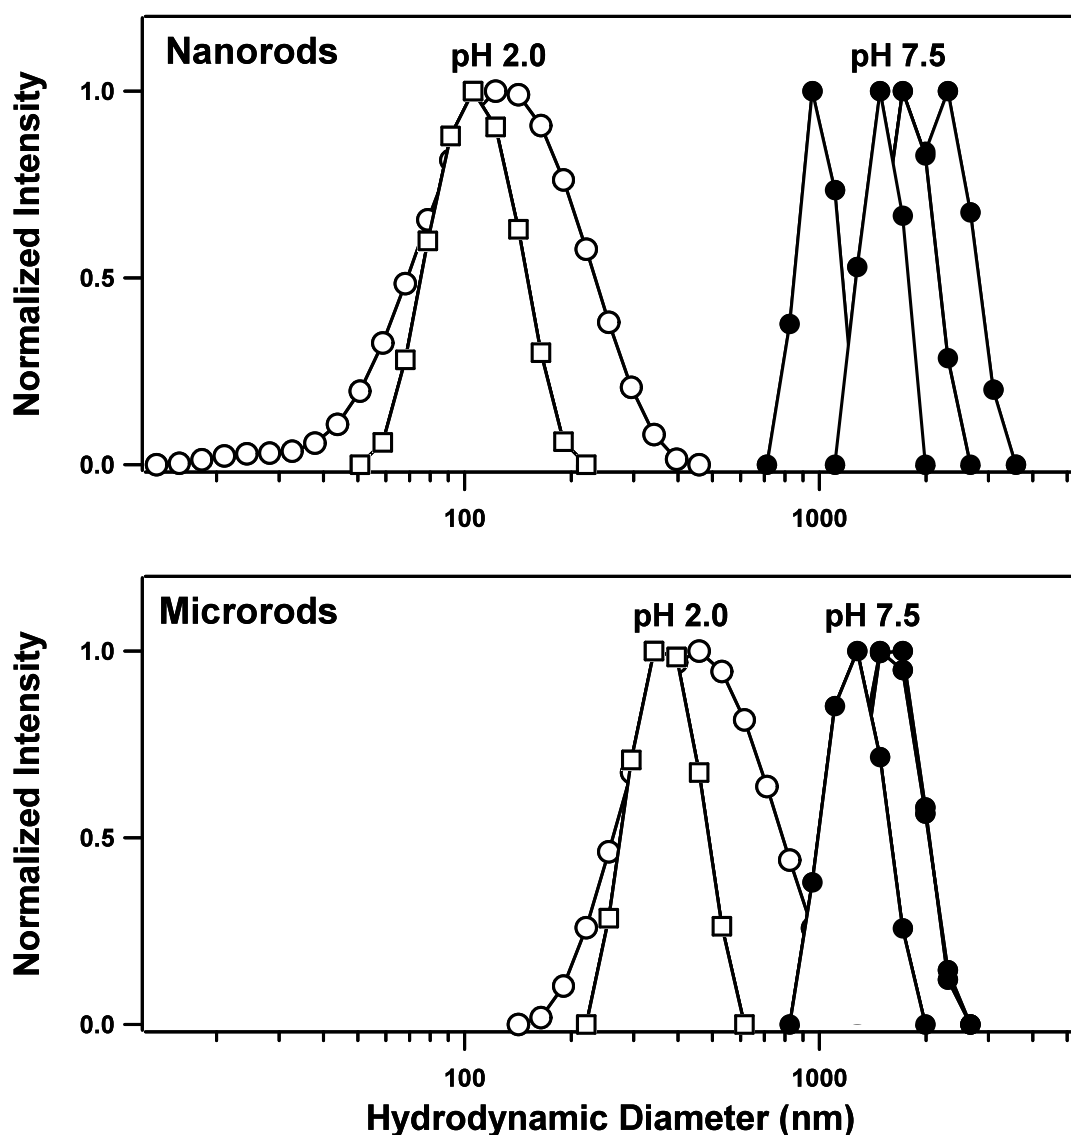 Nanorods
pH 2.0
pH 7.5
Normalized Intensity
1.0
0.5
0.0
100
1000
Microrods
pH 2.0
pH 7.5
Normalized Intensity
1.0
0.5
0.0
100
1000
Hydrodynamic Diameter (nm)